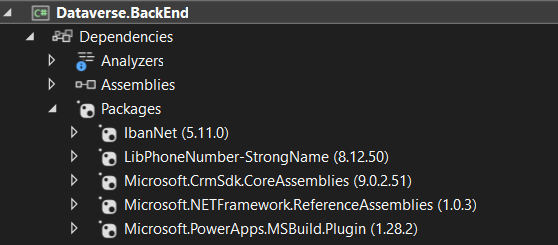 C# Dataverse.BackEnd
Dependencies
Analyzers
Assemblies
Packages
IbanNet (5.11.0)
LibPhoneNumber-StrongName (8.12.50)
Microsoft.CrmSdk.CoreAssemblies (9.0.2.51)
Microsoft.NETFramework.ReferenceAssemblies (1.0.3)
Microsoft.PowerApps.MSBuild.Plugin (1.28.2)